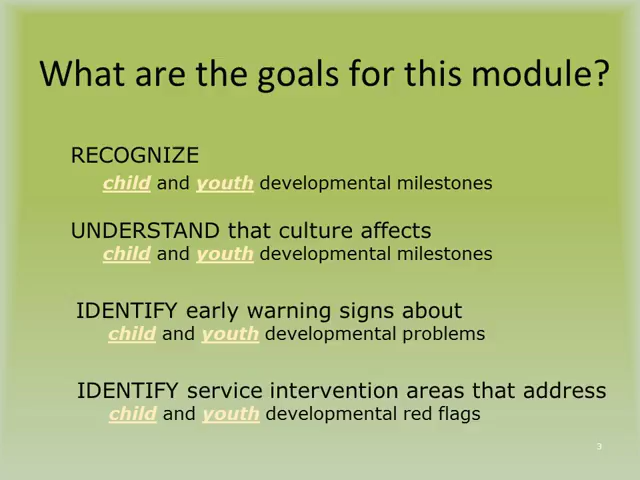 What are the goals for this module?
RECOGNIZE
child and youth developmental milestones
UNDERSTAND that culture affects
child and youth developmental milestones
IDENTIFY early warning signs about
child and youth developmental problems
IDENTIFY service intervention areas that address
child and youth developmental red flags
3